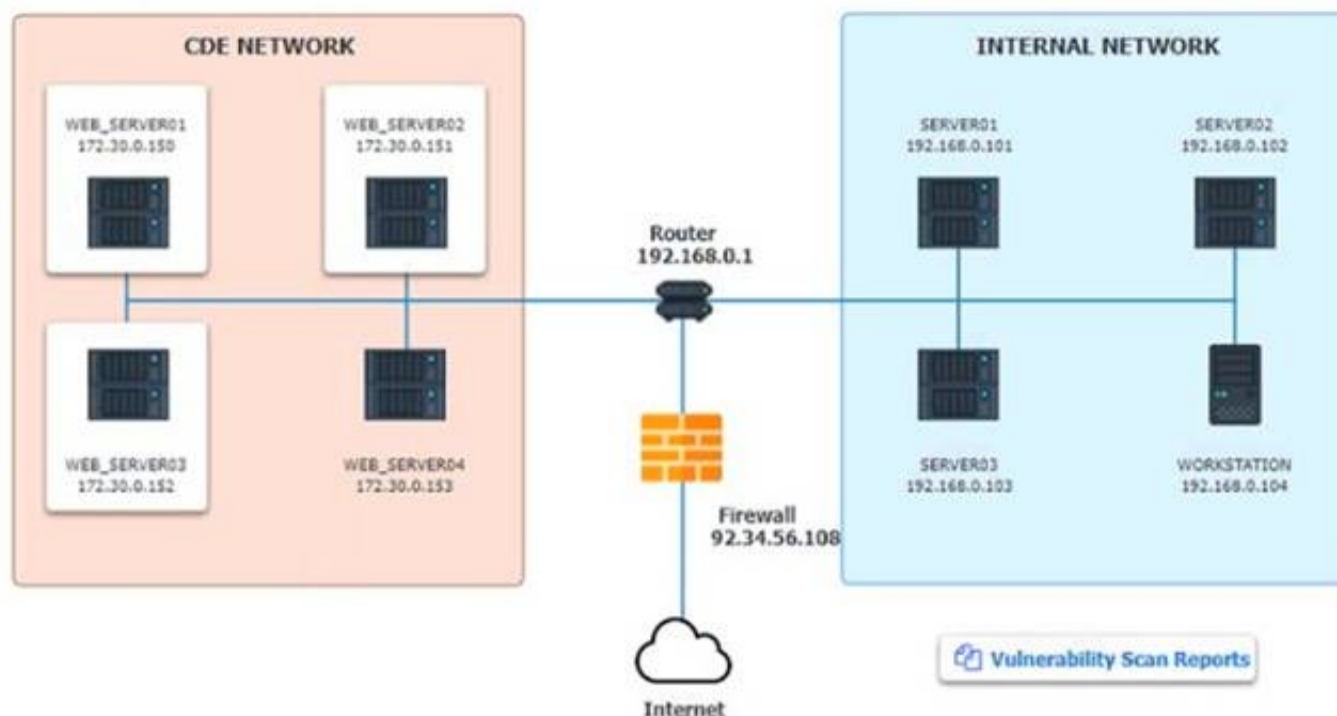 CDE NETWORK
WEB_SERVER01
172.30.0.150
WEB_SERVER02
172.30.0.151
WEB_SERVER03
172.30.0.152
WEB_SERVER04
172.30.0.153
Router
192.168.0.1
Firewall
92.34.56.108
Internet
INTERNAL NETWORK
SERVER01
192.168.0.101
SERVER02
192.168.0.102
SERVER03
192.168.0.103
WORKSTATION
192.168.0.104
Vulnerability Scan Reports